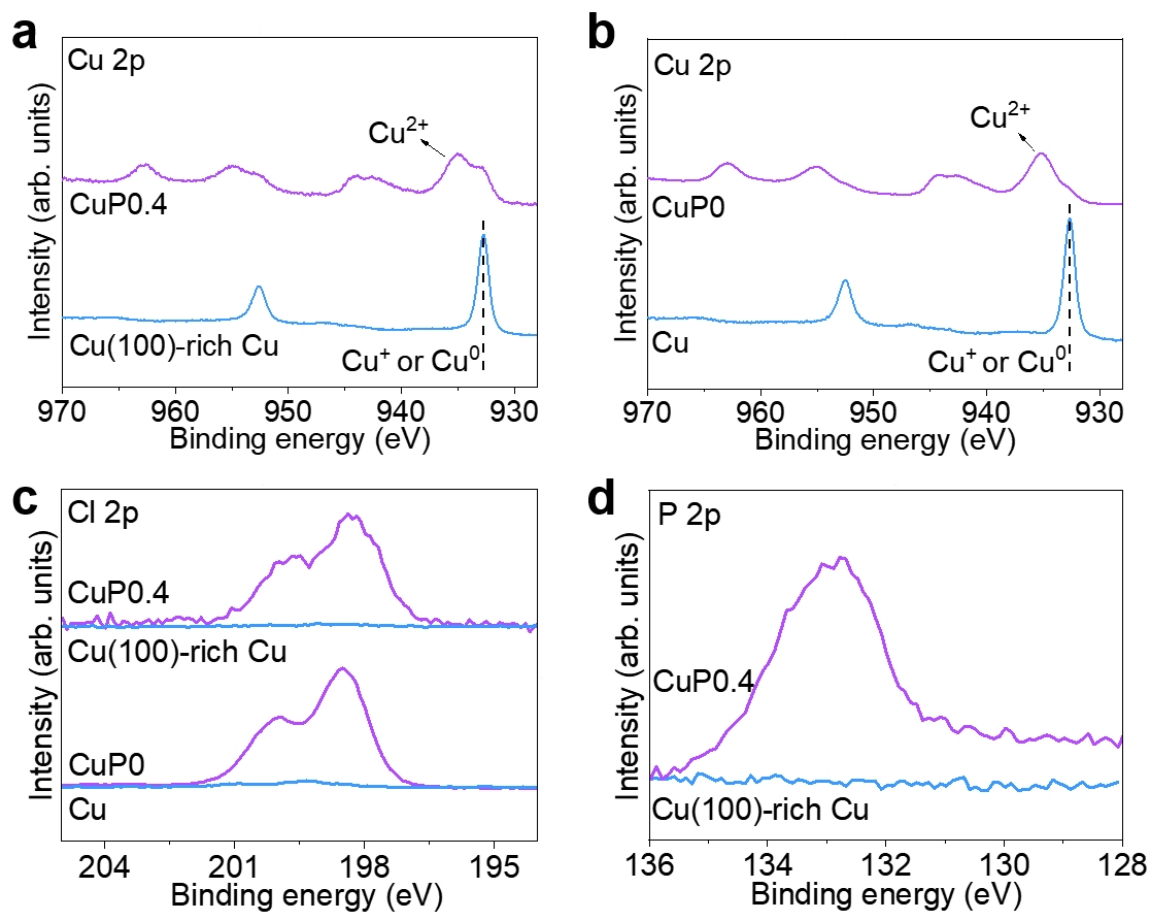 a
Cu 2p
Cu²⁺
CuP0.4
Cu(100)-rich Cu
Cu⁺ or Cu⁰
970 960 950 940 930
Binding energy (eV)
Intensity (arb. units)
b
Cu 2p
Cu²⁺
CuP0
Cu
Cu⁺ or Cu⁰
970 960 950 940 930
Binding energy (eV)
Intensity (arb. units)
c
Cl 2p
CuP0.4
Cu(100)-rich Cu
CuP0
Cu
204 201 198 195
Binding energy (eV)
Intensity (arb. units)
d
P 2p
CuP0.4
Cu(100)-rich Cu
136 134 132 130 128
Binding energy (eV)
Intensity (arb. units)